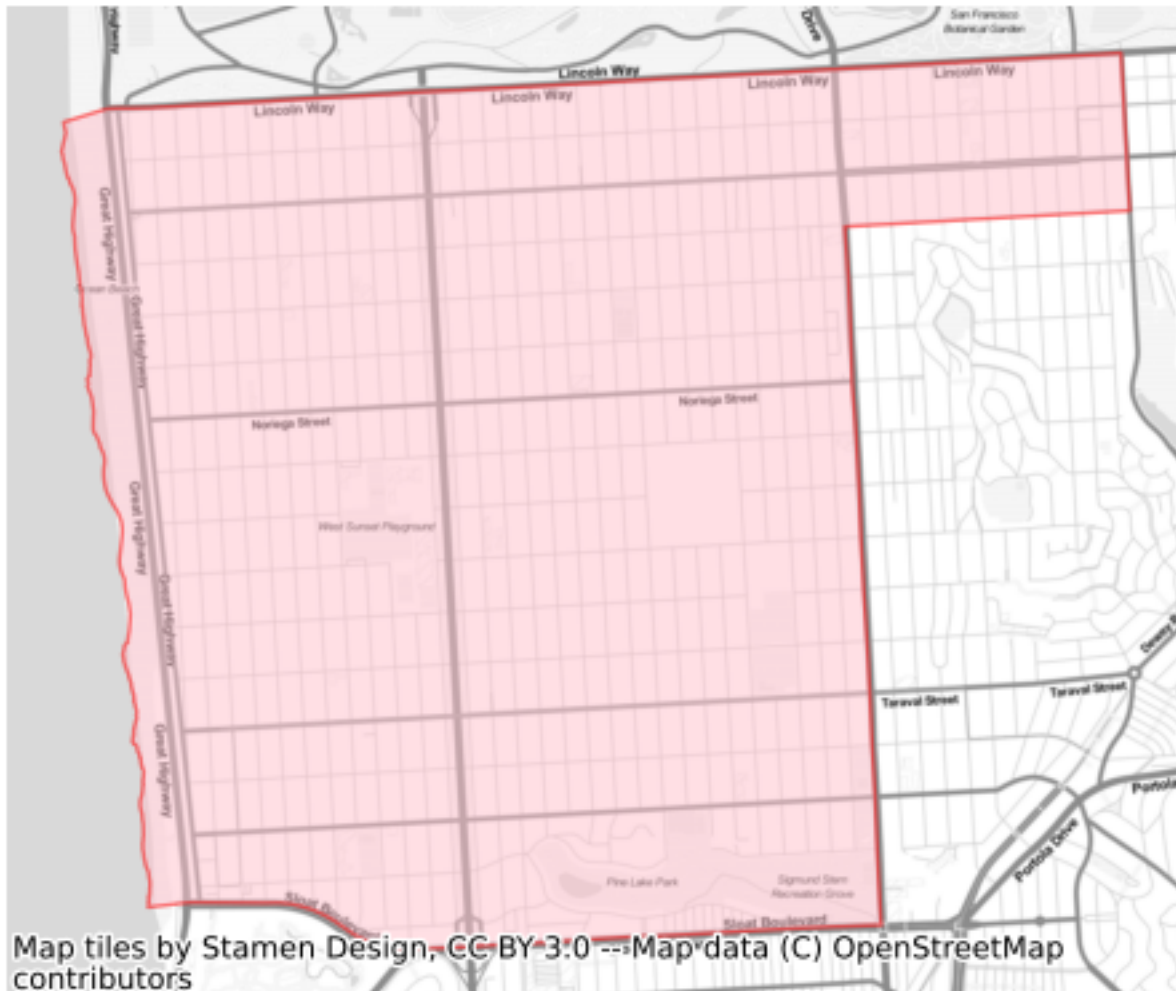 Drive
San Francisco
Botanical Garden
Lincoln Way
Lincoln Way
Lincoln Way
Lincoln Way
Lincoln Way
Great Highway
Great Highway
Noriega Street
Noriega Street
Great Highway
West Sunset Playground
Great Highway
Taraval Street
Taraval Street
Great Highway
Portola Drive
Pine Lake Park
Sigmund Stern
Recreation Grove
Sloat Boulevard
Map tiles by Stamen Design, CC BY 3.0 -- Map data (C) OpenStreetMap
contributors